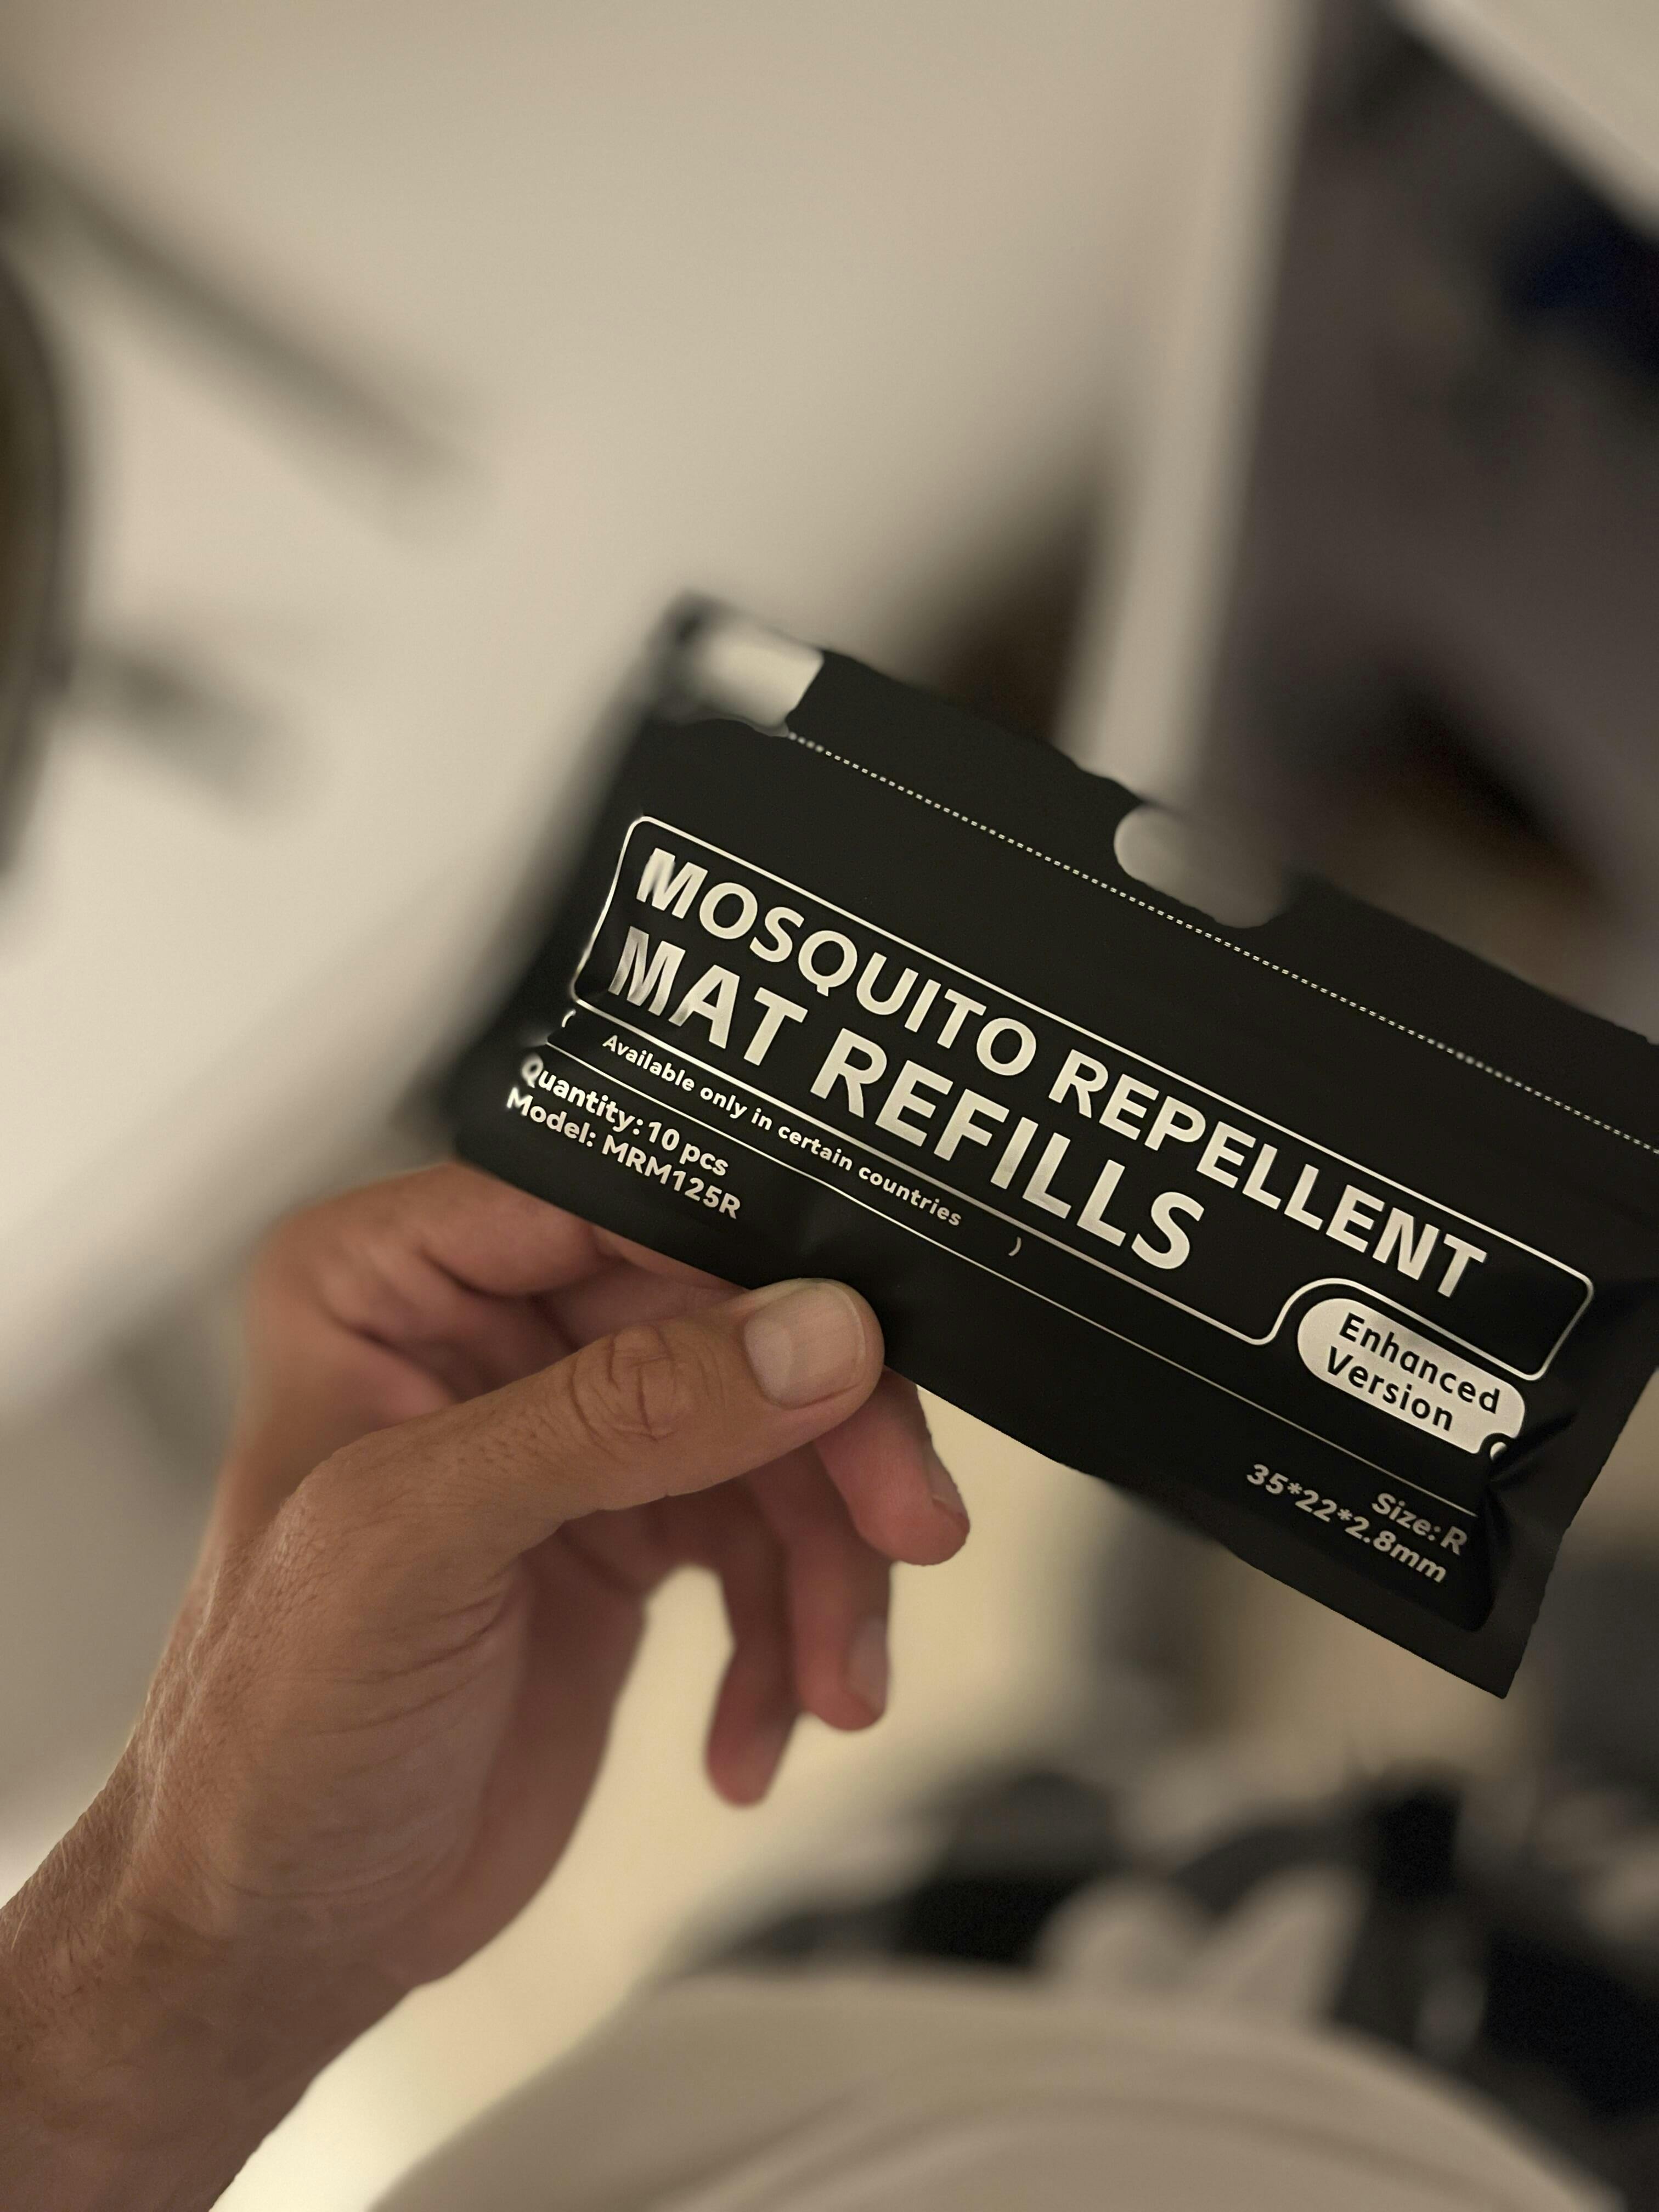 MOSQUITO REPELLENT
MAT REFILLS
Enhanced
Version
( Available only in certain countries )
Quantity: 10 pcs
Model: MRM125R
Size: R
35*22*2.8mm